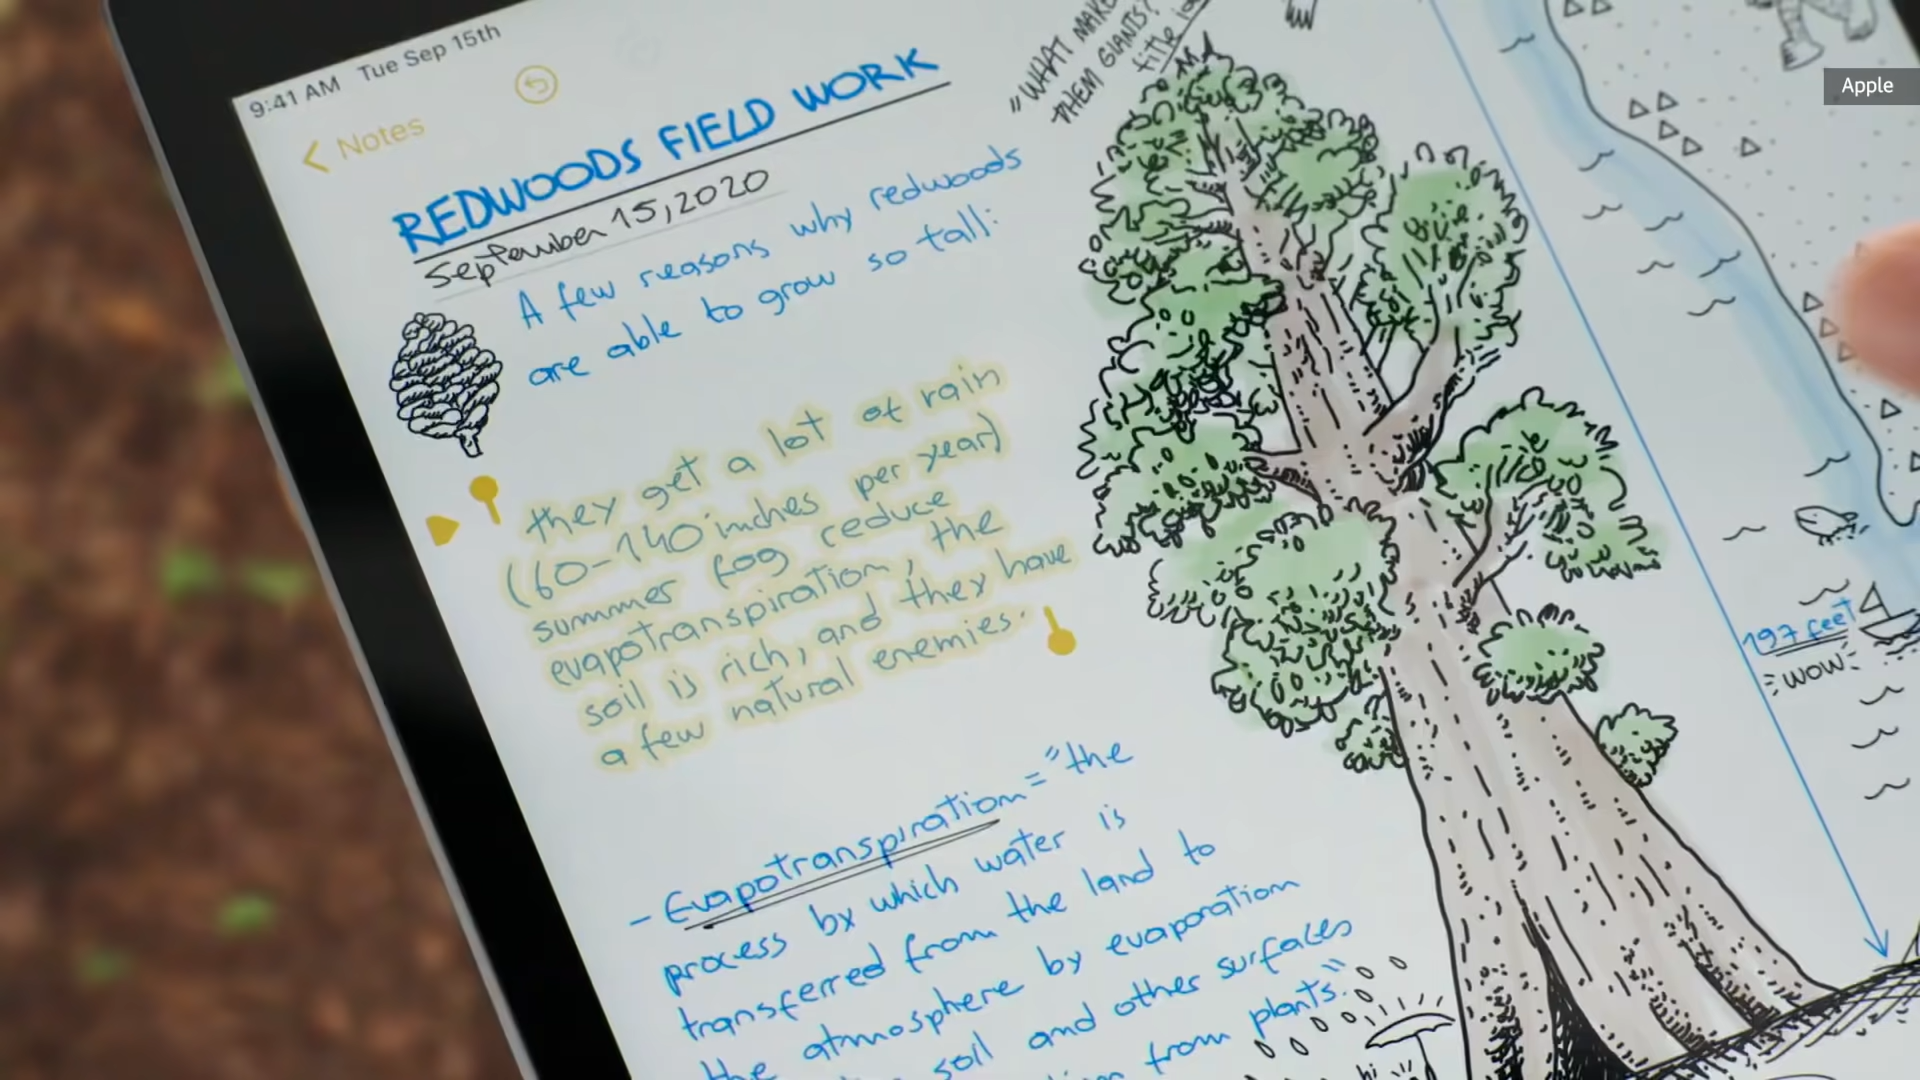 9:41 AM Tue Sep 15th
Notes
REDWOODS FIELD WORK
September 15, 2020
A few reasons why redwoods
are able to grow so tall:
they get a lot of rain
(60-140 inches per year)
summer fog reduce
evapotranspiration, the
soil is rich, and they have
a few natural enemies.
- Evapotranspiration = "the
process by which water is
transferred from the land to
the atmosphere by evaporation
soil and other surfaces
from plants."
"WHAT MAKE
THEM GIANTS?
title
Apple
197 feet
WOW
hi